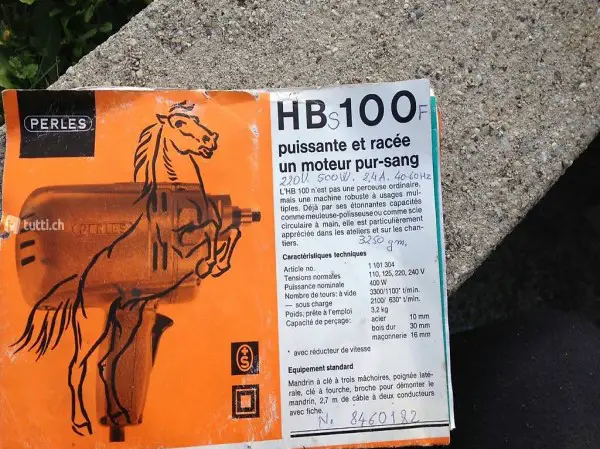 PERLES
tutti.ch
PERLES
HBS100F
puissante et racée
un moteur pur-sang
220V. 500W. 2,4A. 40-60Hz
L'HB 100 n'est pas une perceuse ordinaire,
mais une machine robuste à usages mul-
tiples. Déjà par ses étonnantes capacités
comme meuleuse-polisseuse ou comme scie
circulaire à main, elle est particulièrement
appréciée dans les ateliers et sur les chan-
tiers.
3250 gm.
Caractéristiques techniques
Article no. 1 101 304
Tensions normales 110, 125, 220, 240 V
Puissance nominale 400 W
Nombre de tours: à vide 3300/1100* t/min.
— sous charge 2100/ 630* t/min.
Poids, prête à l'emploi 3,2 kg
Capacité de perçage: acier 10 mm
bois dur 30 mm
maçonnerie 16 mm
* avec réducteur de vitesse
Equipement standard
Mandrin à clé à trois mâchoires, poignée laté-
rale, clé à fourche, broche pour démonter le
mandrin, 2,7 m de câble à deux conducteurs
avec fiche.
N. 8460182